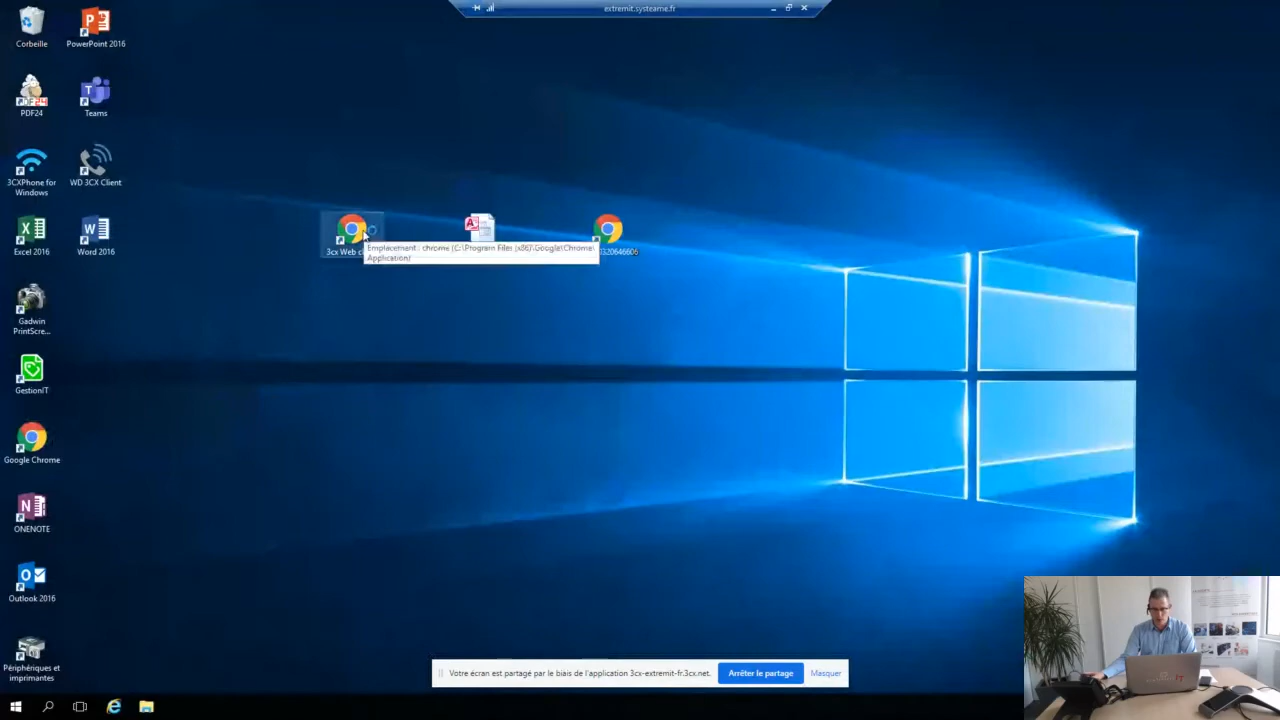 extremit.systeame.fr
Corbeille
PowerPoint 2016
PDF24
Teams
3CXPhone for
Windows
WD 3CX Client
Excel 2016
Word 2016
3cx Web cl
Emplacement : chrome (C:\Program Files (x86)\Google\Chrome\
Application)
0320646606
Gadwin
PrintScre...
GestionIT
Google Chrome
ONENOTE
Outlook 2016
Périphériques et
imprimantes
Votre écran est partagé par le biais de l'application 3cx-extremit-fr.3cx.net.
Arrêter le partage
Masquer